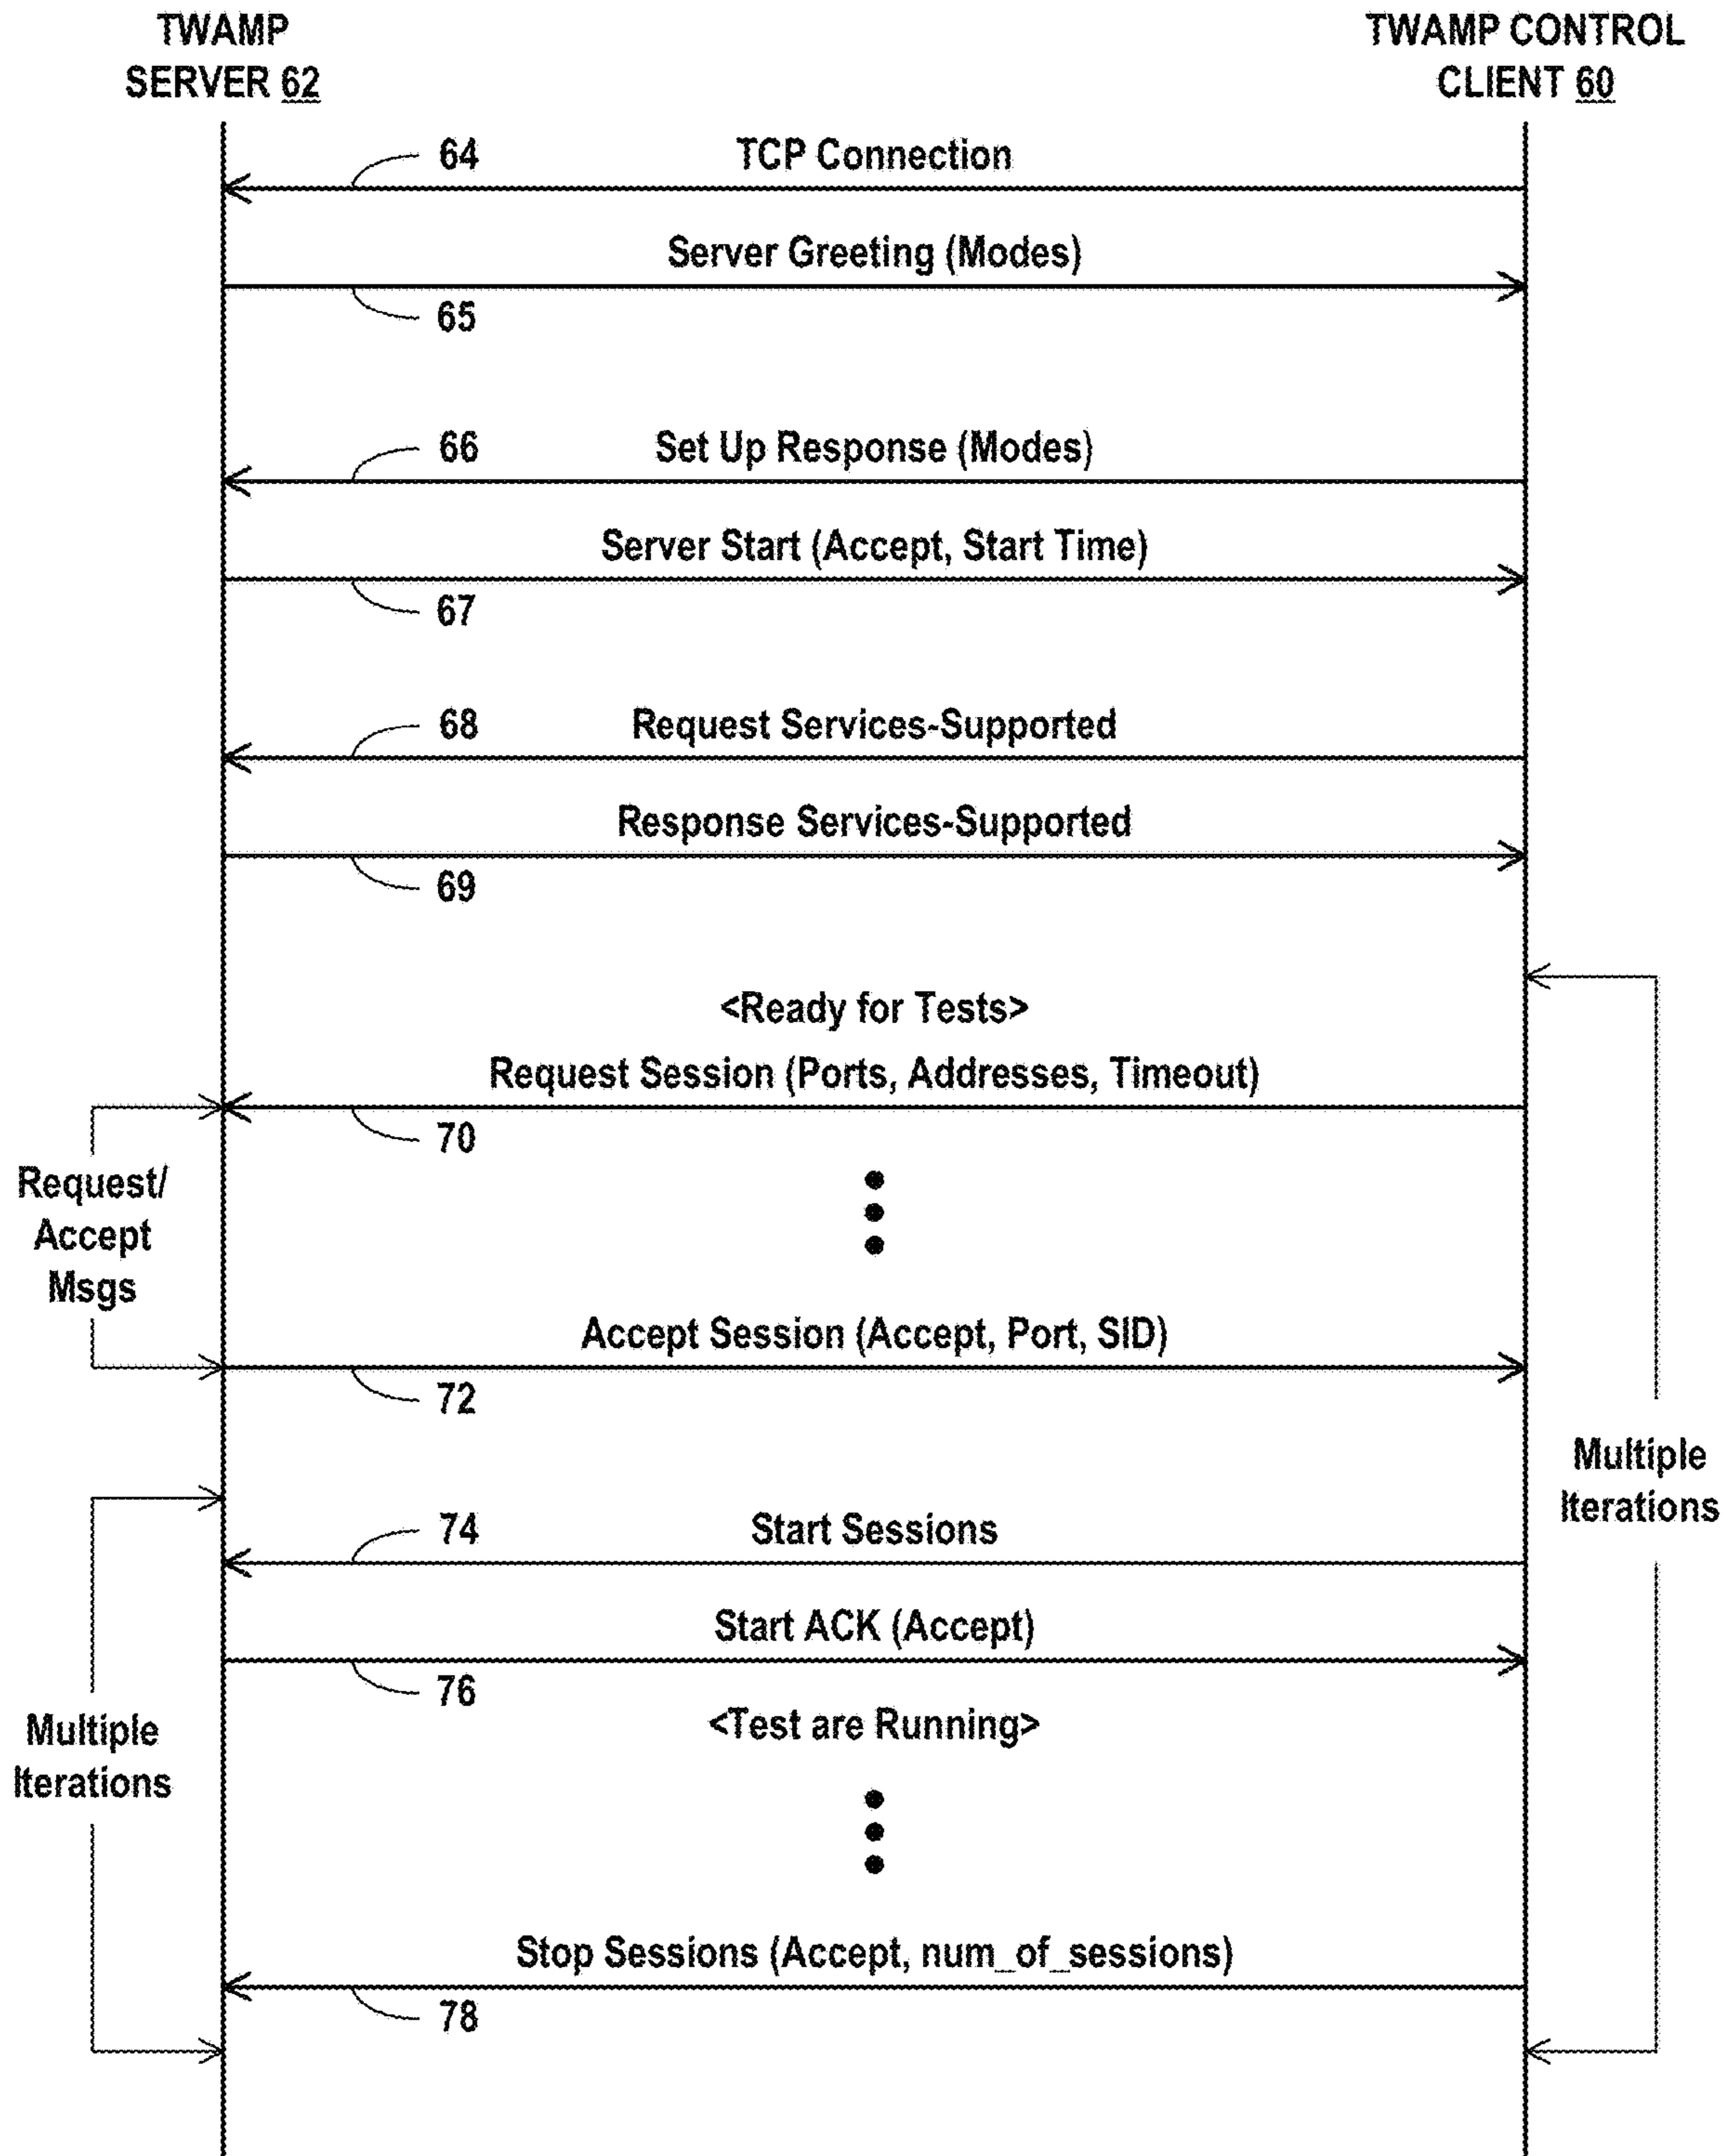 TWAMP
SERVER 62
TWAMP CONTROL
CLIENT 60
64
TCP Connection
Server Greeting (Modes)
65
66
Set Up Response (Modes)
Server Start (Accept, Start Time)
67
68
Request Services-Supported
Response Services-Supported
69
<Ready for Tests>
Request Session (Ports, Addresses, Timeout)
70
Request/
Accept
Msgs
Accept Session (Accept, Port, SID)
72
Multiple
Iterations
74
Start Sessions
Start ACK (Accept)
76
<Test are Running>
Multiple
Iterations
Stop Sessions (Accept, num_of_sessions)
78